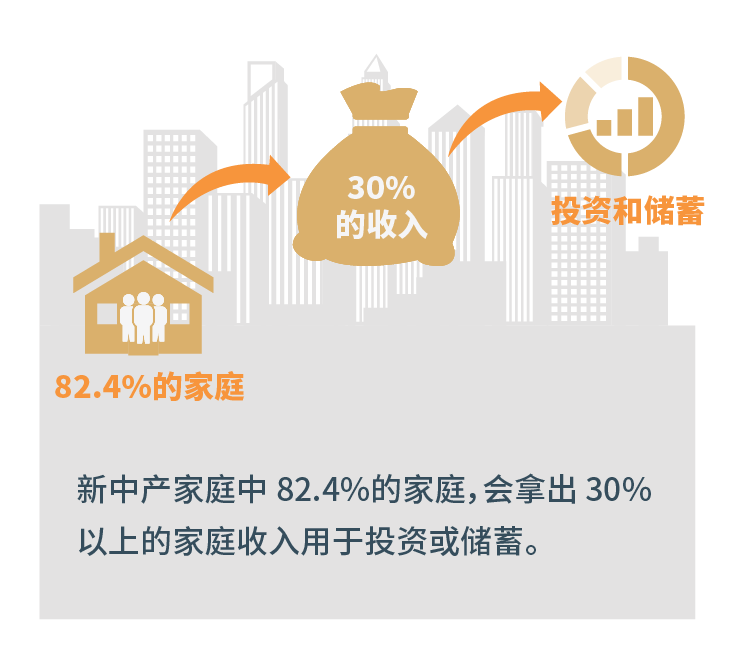 30%
的收入
投资和储蓄
82.4%的家庭
新中产家庭中 82.4%的家庭，会拿出 30%
以上的家庭收入用于投资或储蓄。